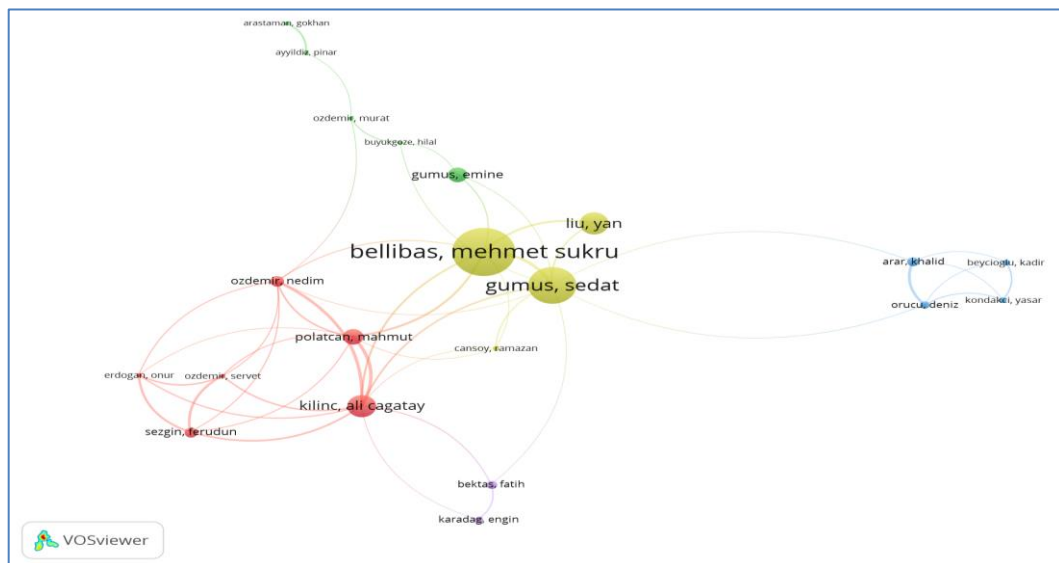 arastaman, gokhan
ayyildiz, pinar
ozdemir, murat
buyukgoze, hilal
gumus, emine
liu, yan
bellibas, mehmet sukru
arar, khalid
beycioglu, kadir
ozdemir, nedim
gumus, sedat
orucu, deniz
kondakci, yasar
polatcan, mahmut
cansoy, ramazan
erdogan, onur
ozdemir, servet
kilinc, ali cagatay
sezgin, ferudun
bektas, fatih
karadag, engin
VOSviewer